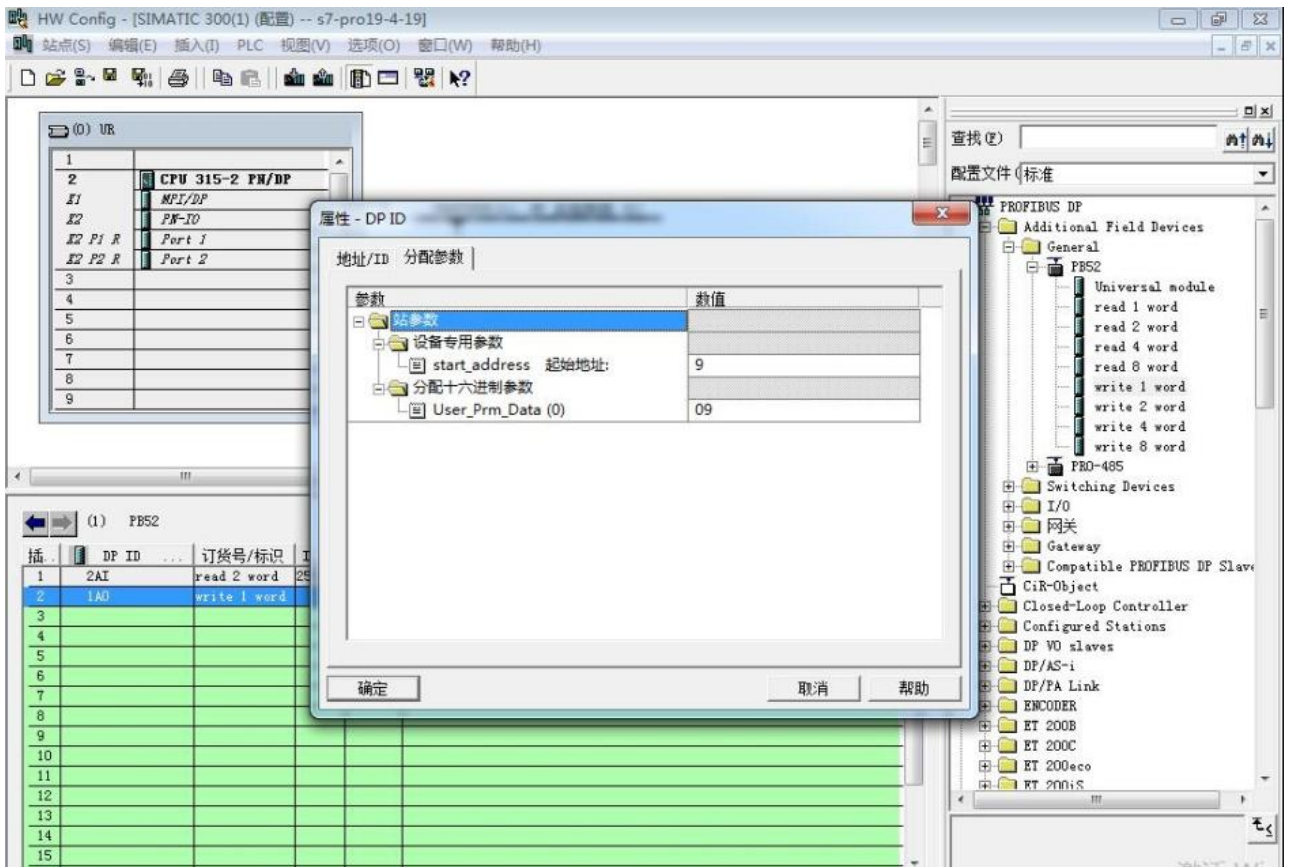 HW Config - [SIMATIC 300(1) (配置) -- s7-pro19-4-19]
站点(S) 编辑(E) 插入(I) PLC 视图(V) 选项(O) 窗口(W) 帮助(H)
(0) UR
1
2 CPU 315-2 PN/DP
X1 MPI/DP
X2 PN-IO
X2 P1 R Port 1
X2 P2 R Port 2
3
4
5
6
7
8
9
属性 - DP ID
地址/ID 分配参数
参数 数值
站参数
设备专用参数
start_address 起始地址: 9
分配十六进制参数
User_Prm_Data (0) 09
确定 取消 帮助
(1) PB52
插.. DP ID ... 订货号/标识 I
1 2AI read 2 word 25
2 1AO write 1 word
3
4
5
6
7
8
9
10
11
12
13
14
15
查找(F)
配置文件( 标准
PROFIBUS DP
Additional Field Devices
General
PB52
Universal module
read 1 word
read 2 word
read 4 word
read 8 word
write 1 word
write 2 word
write 4 word
write 8 word
PRO-485
Switching Devices
I/O
网关
Gateway
Compatible PROFIBUS DP Slave
CiR-Object
Closed-Loop Controller
Configured Stations
DP V0 slaves
DP/AS-i
DP/PA Link
ENCODER
ET 200B
ET 200C
ET 200eco
ET 200iS